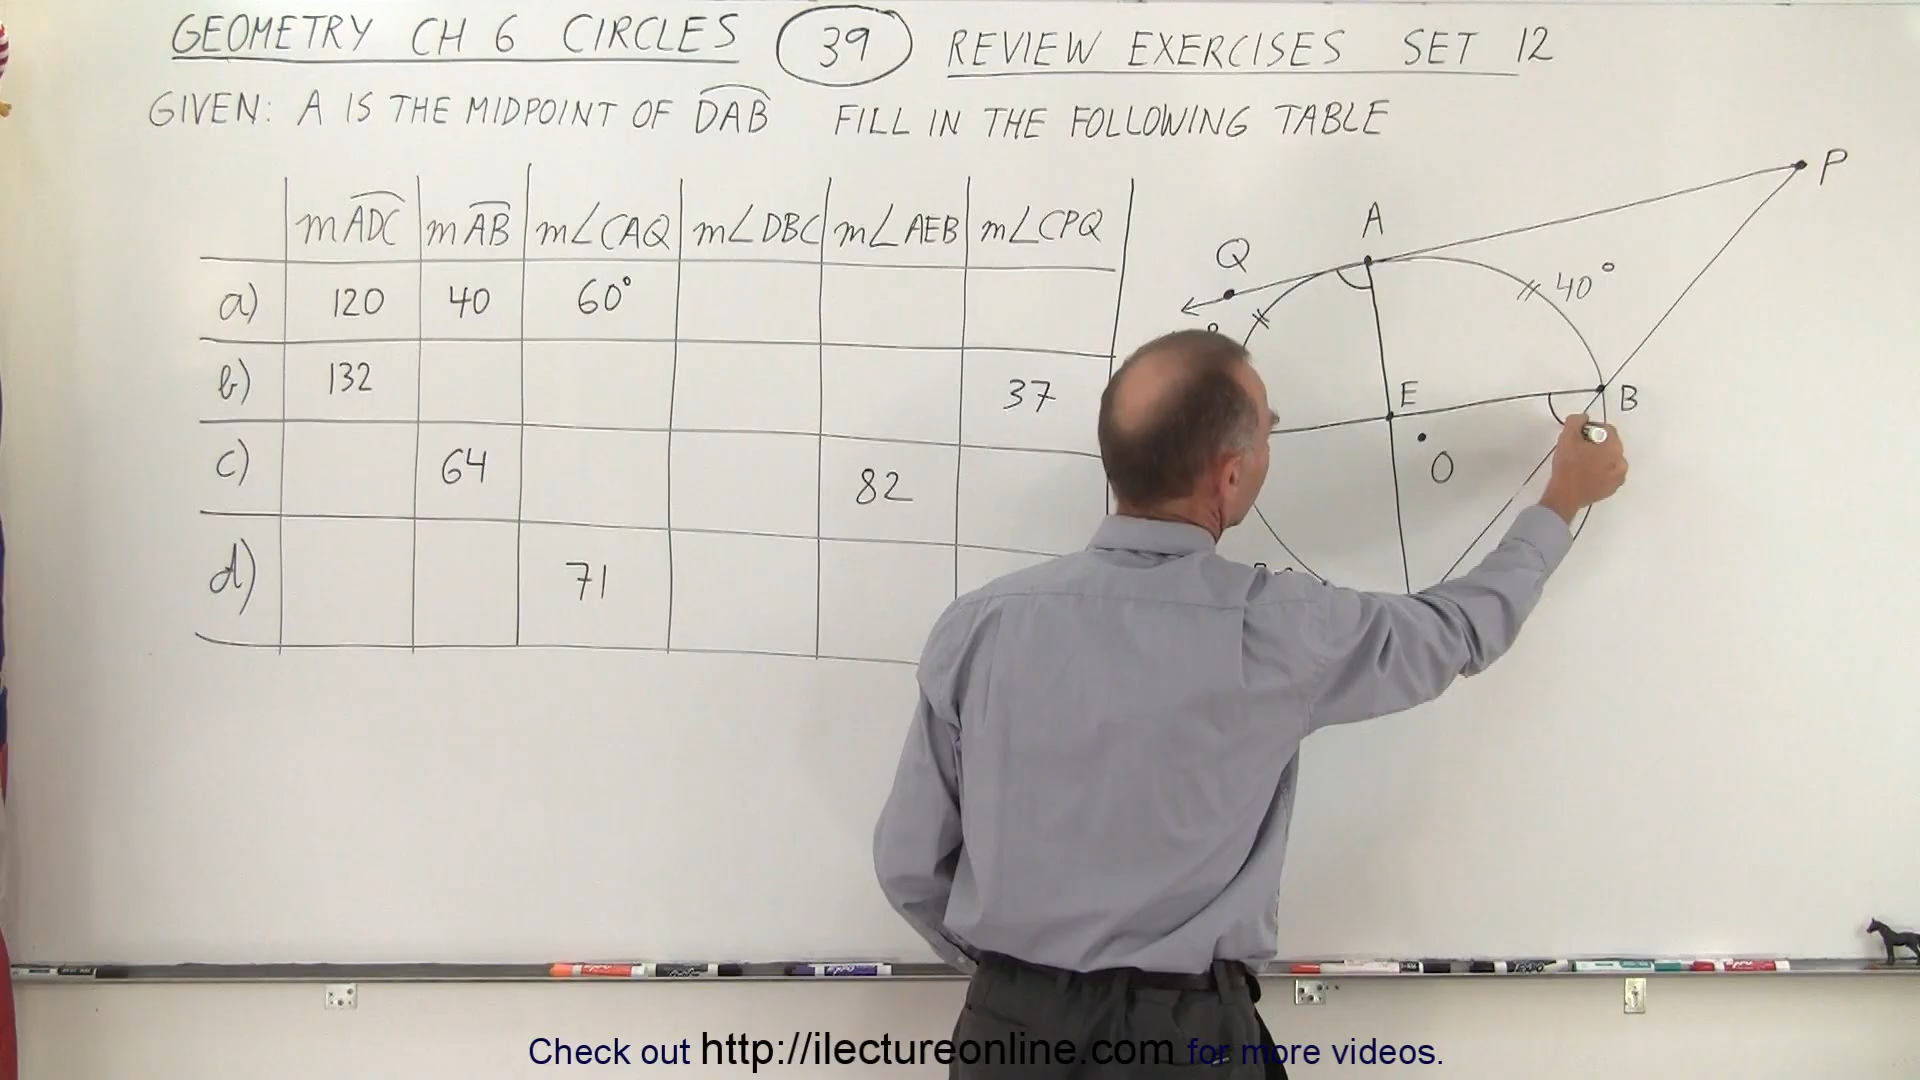 GEOMETRY CH 6 CIRCLES 39 REVIEW EXERCISES SET 12
GIVEN: A IS THE MIDPOINT OF DAB FILL IN THE FOLLOWING TABLE
mADC mAB m∠CAQ m∠DBC m∠AEB m∠CPQ
a) 120 40 60°
b) 132 37
c) 64 82
d) 71
P
A
Q
40°
E
B
O
Check out http://ilectureonline.com for more videos.